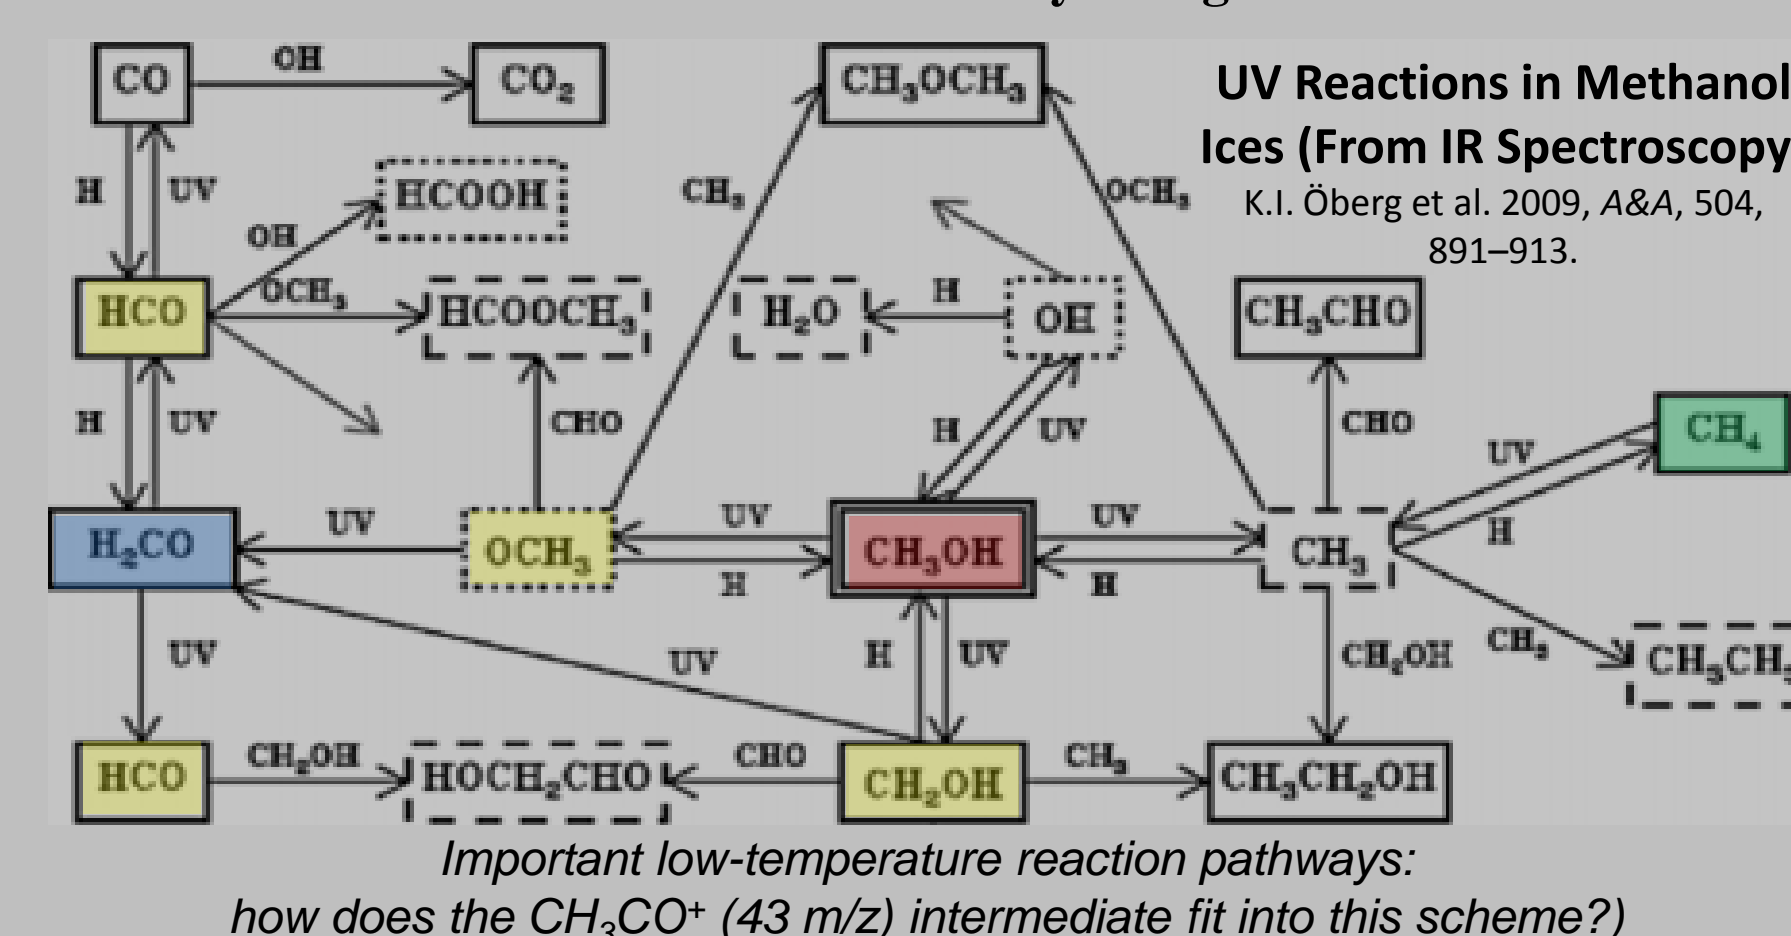 CO
OH
CO₂
CH₃OCH₃
UV Reactions in Methanol
Ices (From IR Spectroscopy
K.I. Öberg et al. 2009, A&A, 504,
891–913.
H
UV
HCOOH
CH₃
OCH₃
OH
OCH₃
HCO
HCOOCH₃
H₂O
H
OH
CH₃CHO
H
UV
CHO
H
UV
CHO
UV
CH₄
H
H₂CO
UV
OCH₃
UV
H
CH₃OH
UV
H
CH₃
UV
UV
H
UV
CH₂OH
CH₃
CH₃CH₃
HCO
CH₂OH
HOCH₂CHO
CHO
CH₂OH
CH₃
CH₃CH₂OH
Important low-temperature reaction pathways:
how does the CH₃CO⁺ (43 m/z) intermediate fit into this scheme?)